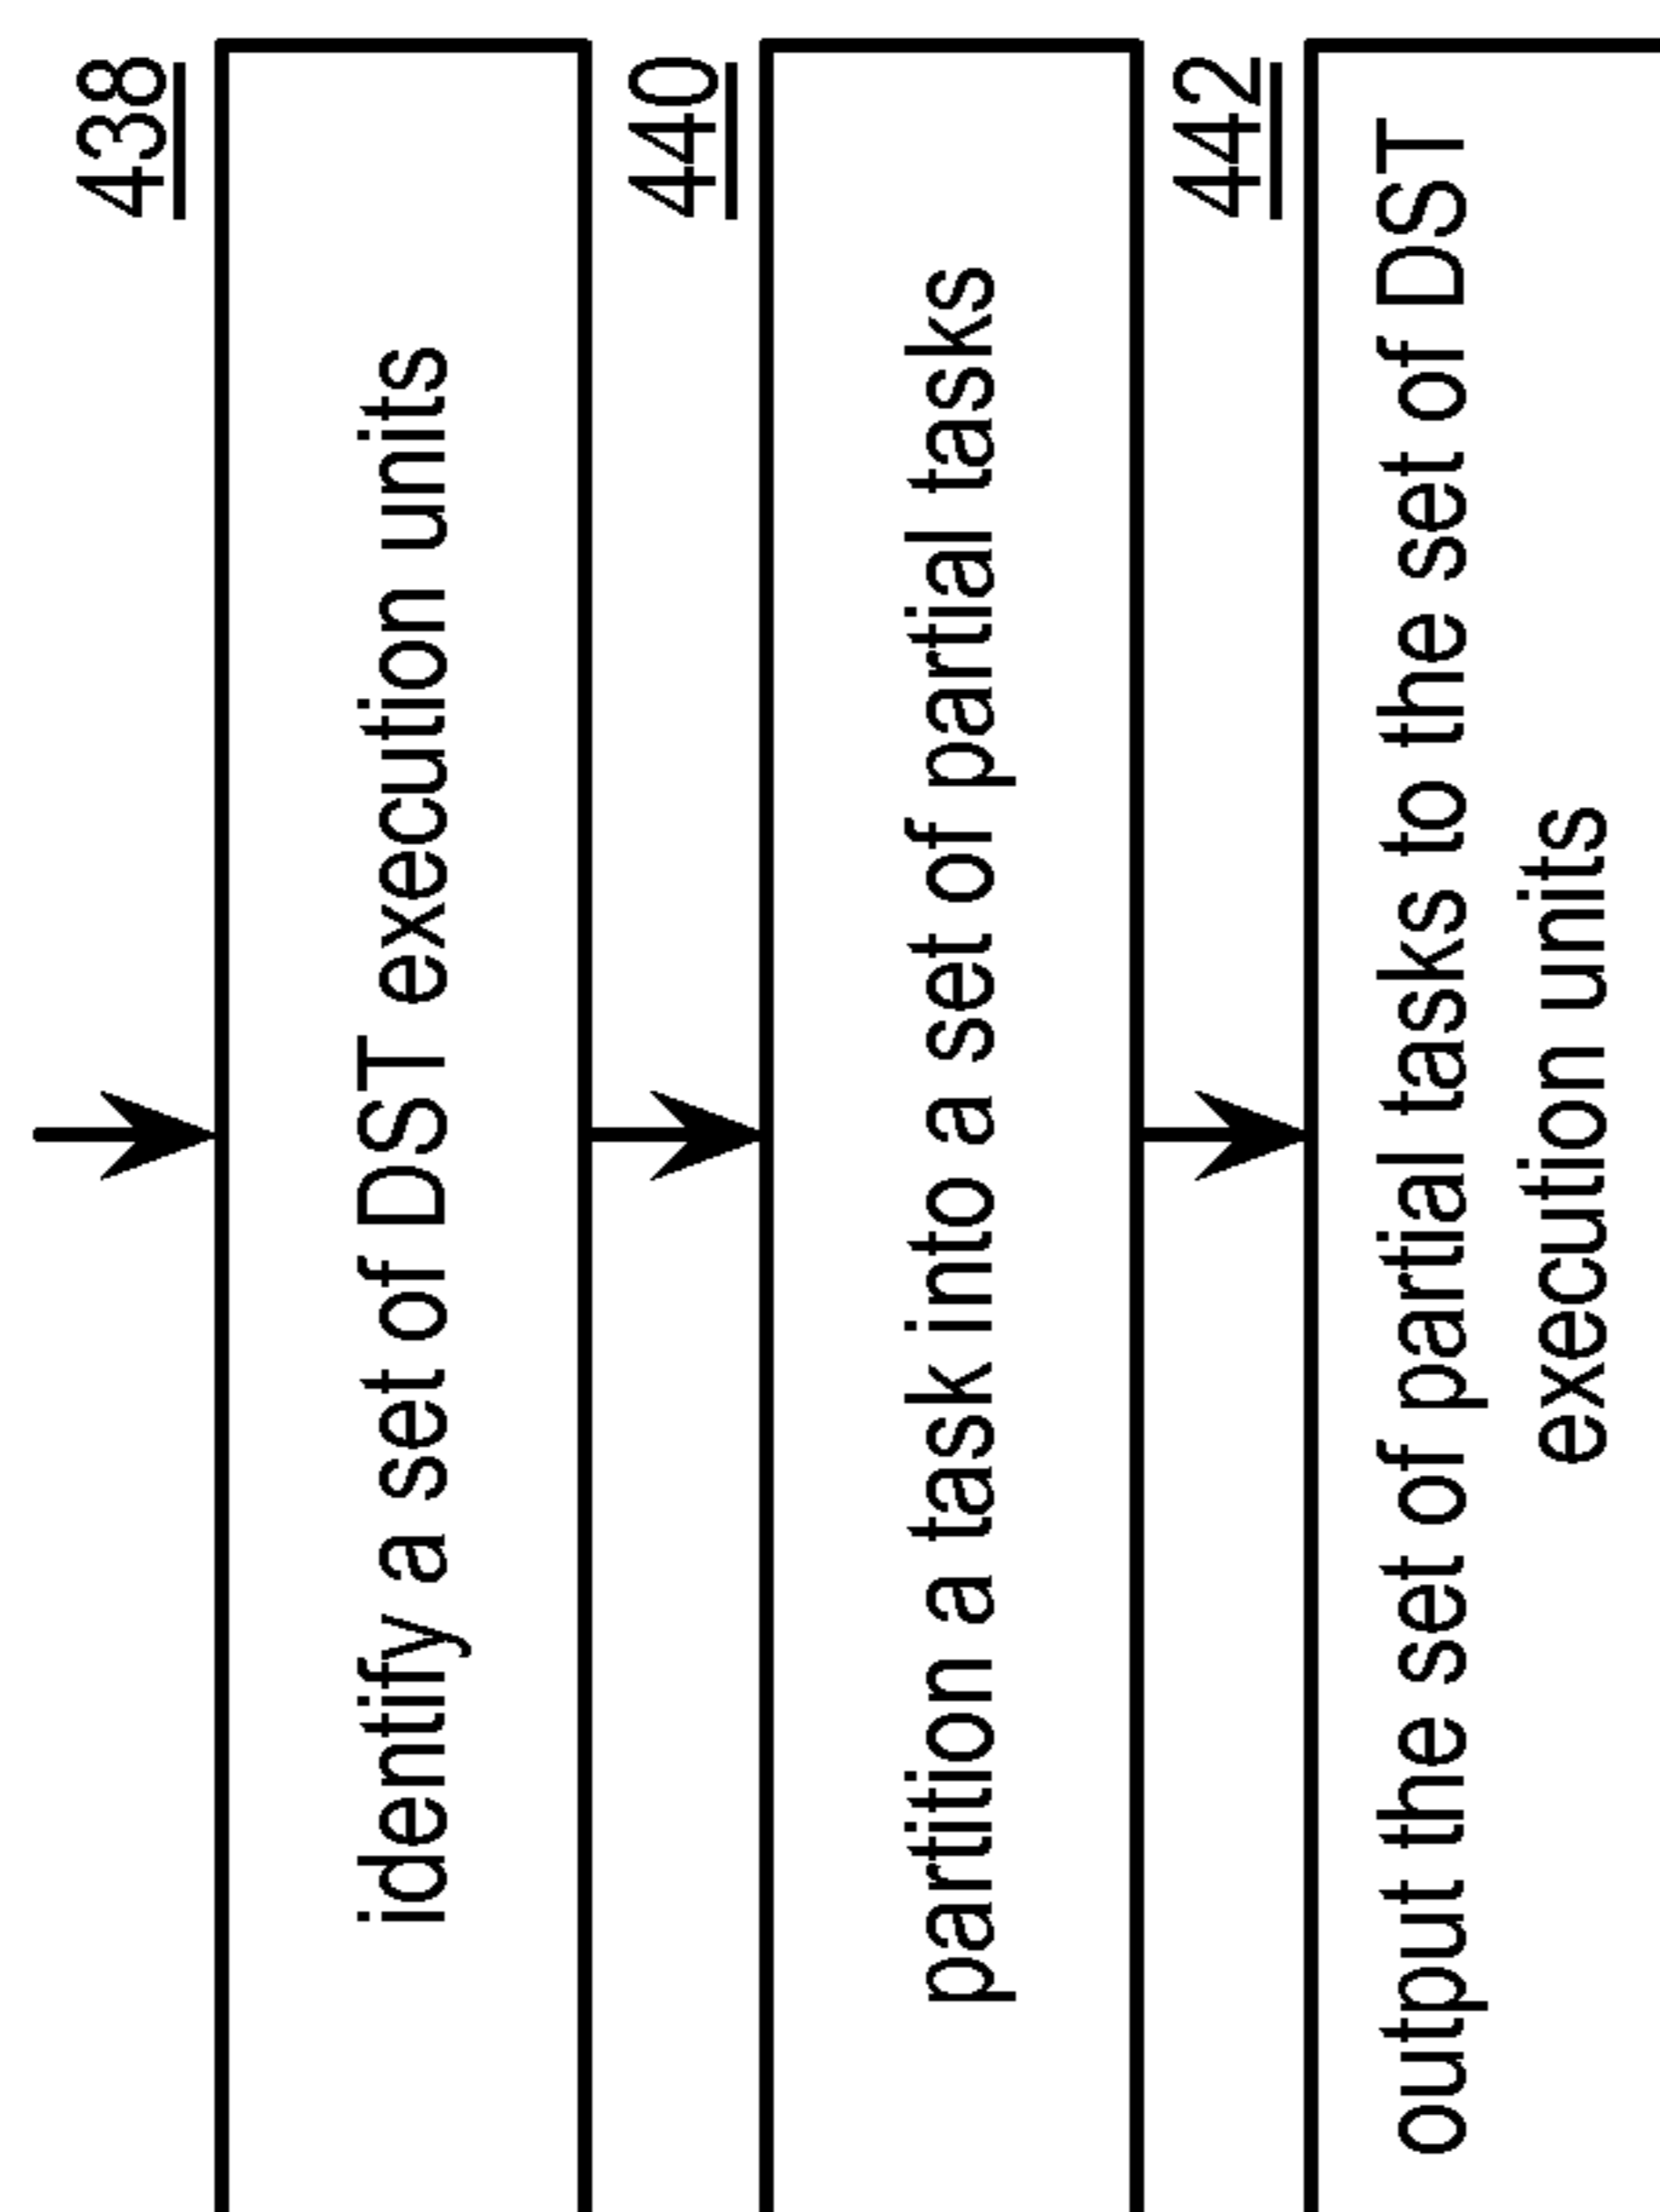 438
identify a set of DST execution units
440
partition a task into a set of partial tasks
442
output the set of partial tasks to the set of DST
execution units